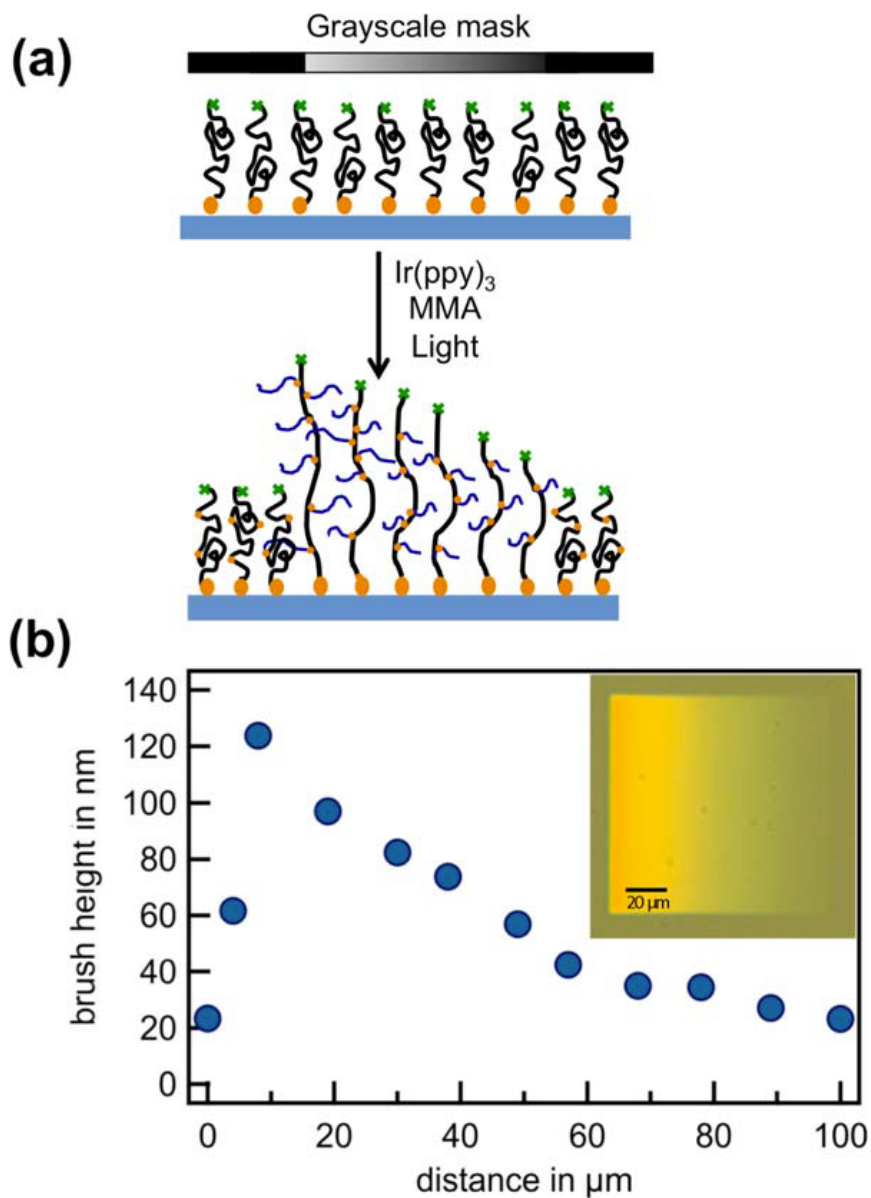 Grayscale mask
(a)
Ir(ppy)₃
MMA
Light
(b)
140
120
100
80
60
40
20
0
brush height in nm
20 µm
0 20 40 60 80 100
distance in µm